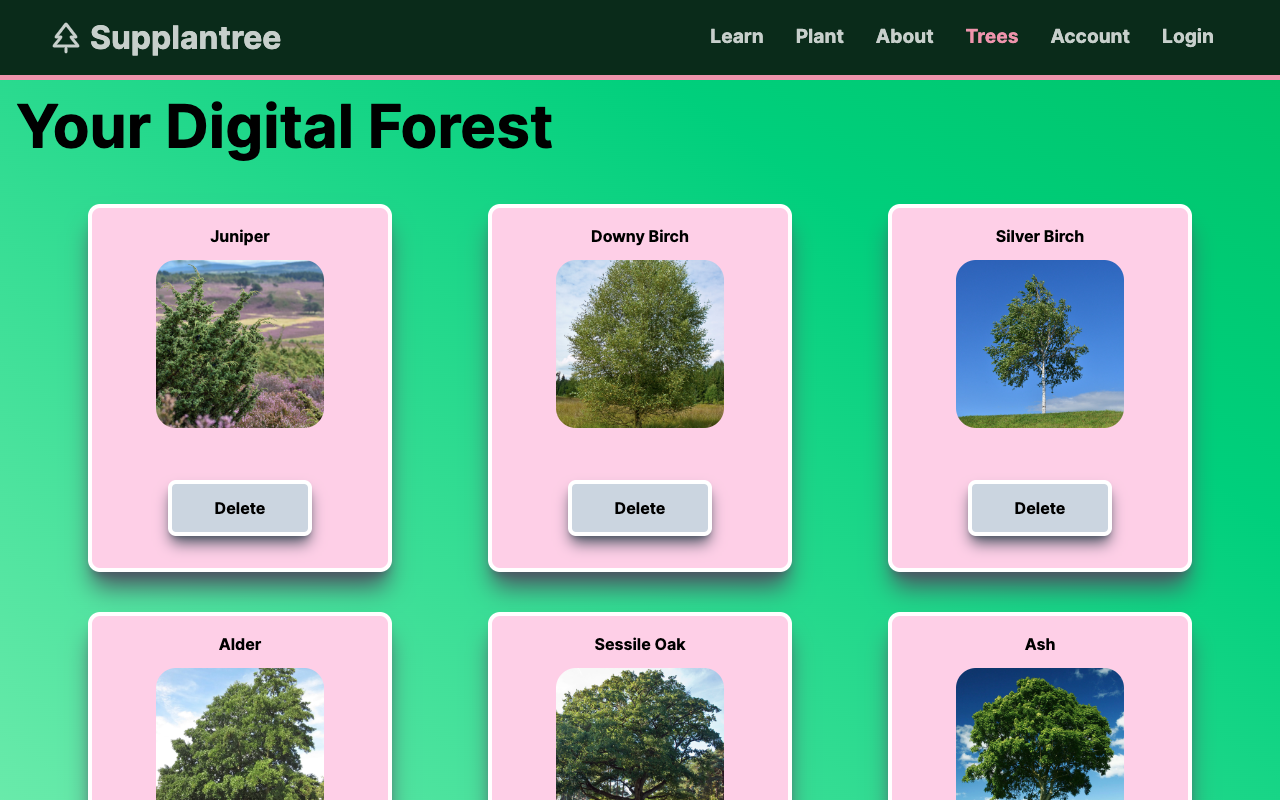 Supplantree
Learn Plant About Trees Account Login
Your Digital Forest
Juniper
Downy Birch
Silver Birch
Delete
Delete
Delete
Alder
Sessile Oak
Ash